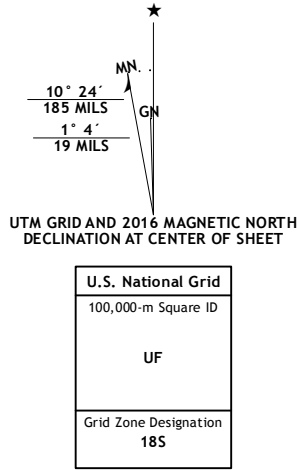 ★
MN
GN
10° 24´
185 MILS
1° 4´
19 MILS
UTM GRID AND 2016 MAGNETIC NORTH
DECLINATION AT CENTER OF SHEET
U.S. National Grid
100,000-m Square ID
UF
Grid Zone Designation
18S